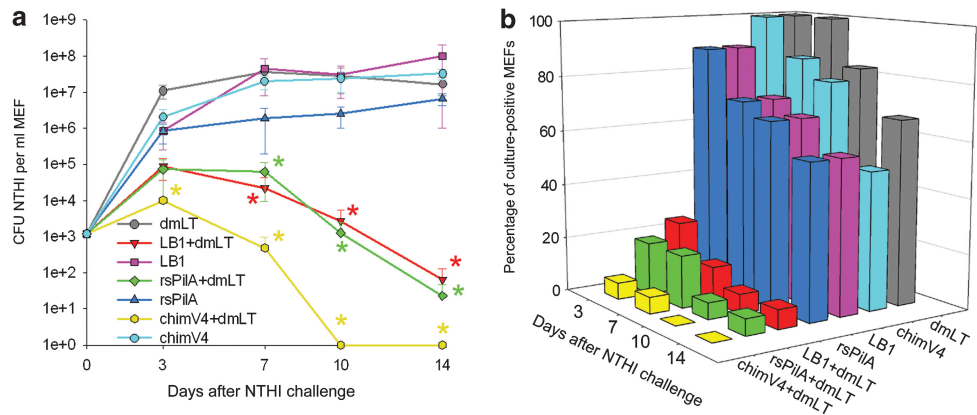 a
CFU NTHI per ml MEF
1e+9
1e+8
1e+7
1e+6
1e+5
1e+4
1e+3
1e+2
1e+1
1e+0
* * * * * * * * * *
dmLT
LB1+dmLT
LB1
rsPilA+dmLT
rsPilA
chimV4+dmLT
chimV4
0 3 7 10 14
Days after NTHI challenge
b
Percentage of culture-positive MEFs
100
80
60
40
20
0
3
7
10
14
Days after NTHI challenge
chimV4+dmLT
rsPilA+dmLT
LB1+dmLT
rsPilA
LB1
chimV4
dmLT